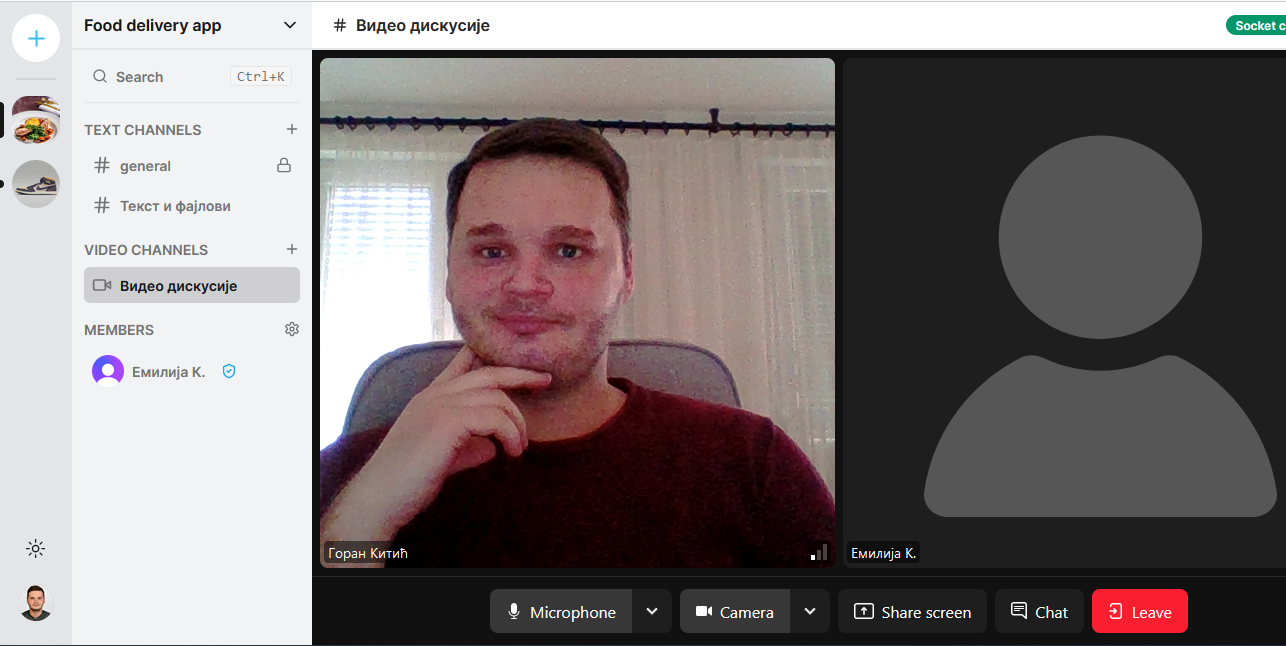 Food delivery app
# Видео дискусије
Socket c
Search
Ctrl+K
TEXT CHANNELS
# general
# Текст и фајлови
VIDEO CHANNELS
Видео дискусије
MEMBERS
Емилија К.
Горан Китић
Емилија К.
Microphone
Camera
Share screen
Chat
Leave